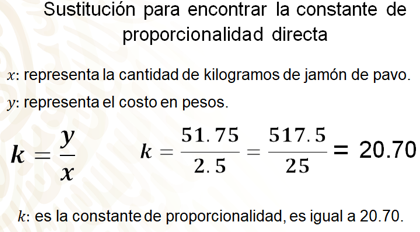 Sustitución para encontrar la constante de
proporcionalidad directa
x: representa la cantidad de kilogramos de jamón de pavo.
y: representa el costo en pesos.
k = y/x    k = 51.75/2.5 = 517.5/25 = 20.70
k: es la constante de proporcionalidad, es igual a 20.70.